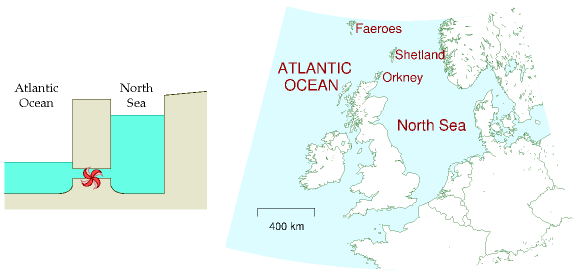 Atlantic
Ocean
North
Sea
Faeroes
Shetland
Orkney
ATLANTIC
OCEAN
North Sea
400 km